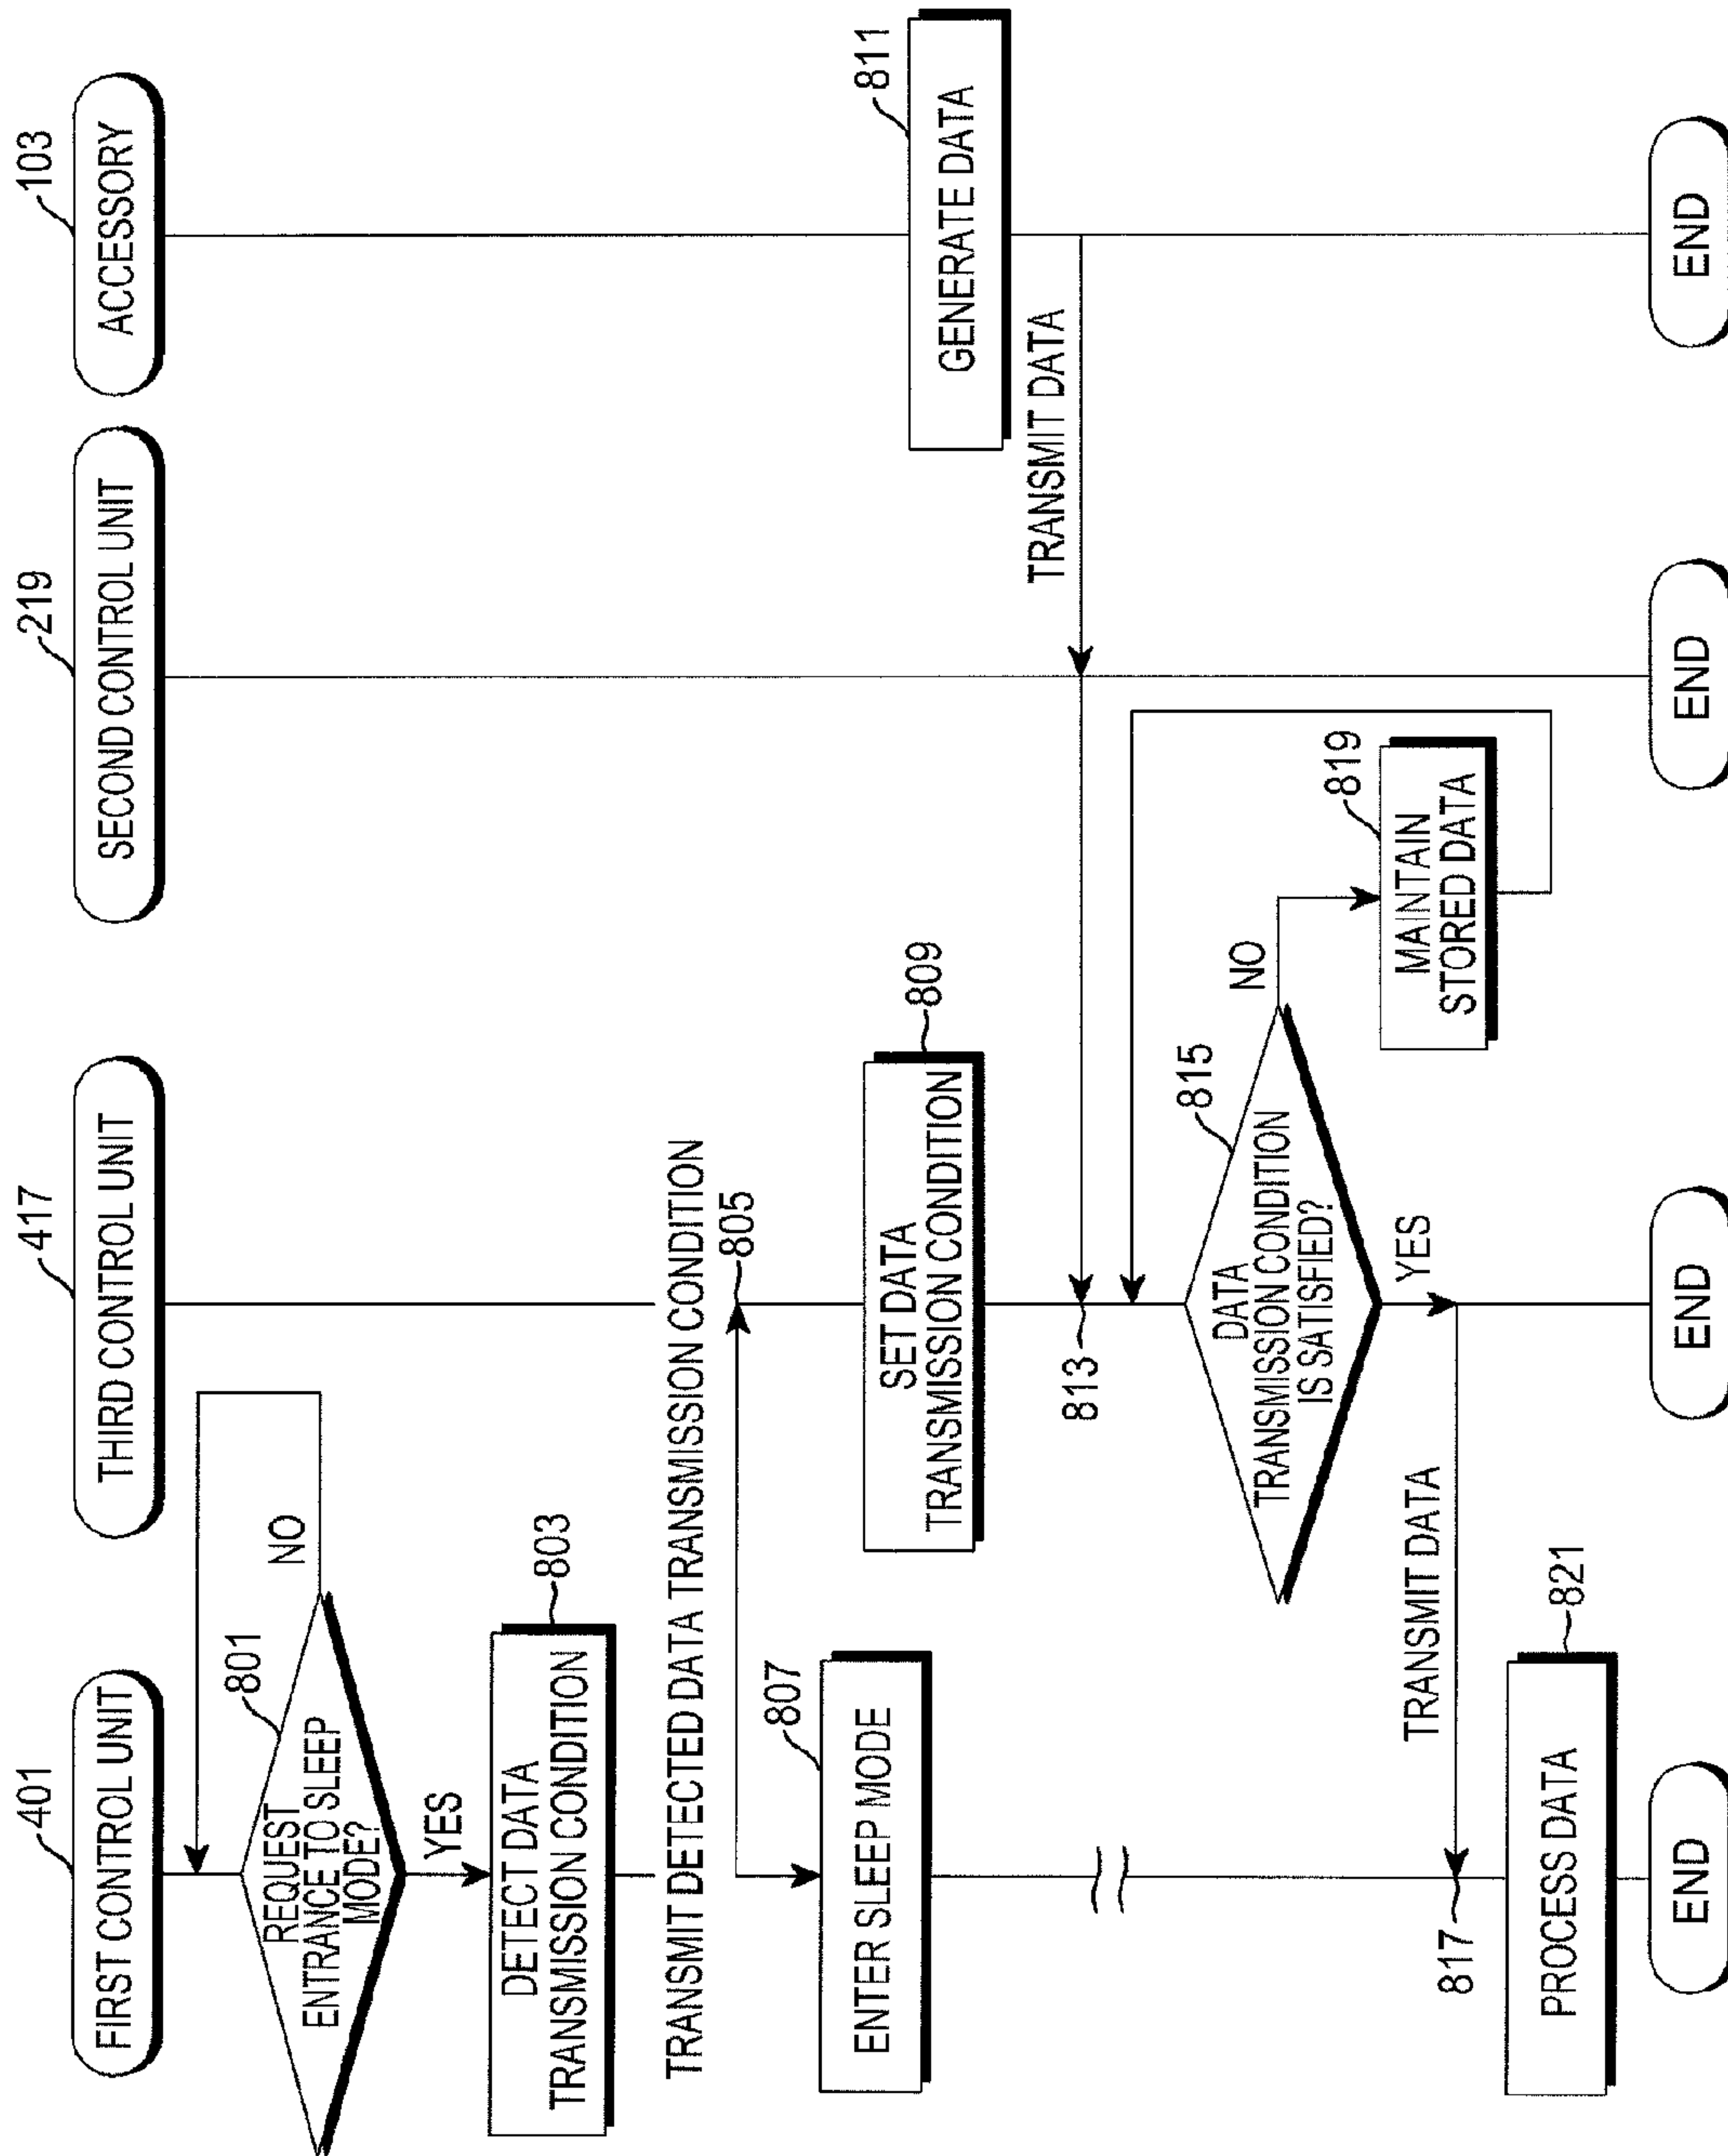 401
FIRST CONTROL UNIT
417
THIRD CONTROL UNIT
219
SECOND CONTROL UNIT
103
ACCESSORY
801
REQUEST
ENTRANCE TO SLEEP
MODE?
NO
YES
803
DETECT DATA
TRANSMISSION CONDITION
TRANSMIT DETECTED DATA TRANSMISSION CONDITION
805
807
ENTER SLEEP MODE
809
SET DATA
TRANSMISSION CONDITION
811
GENERATE DATA
TRANSMIT DATA
813
815
DATA
TRANSMISSION CONDITION
IS SATISFIED?
NO
819
MAINTAIN
STORED DATA
YES
TRANSMIT DATA
817
821
PROCESS DATA
END
END
END
END